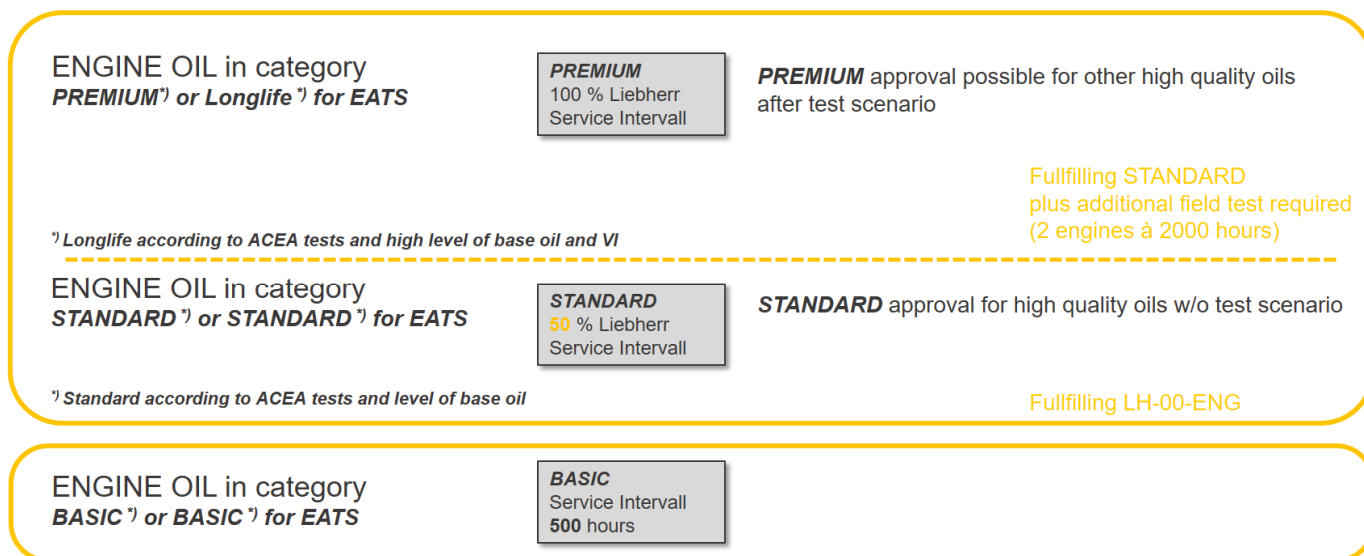 ENGINE OIL in category
PREMIUM*) or Longlife *) for EATS
PREMIUM
100 % Liebherr
Service Intervall
PREMIUM approval possible for other high quality oils
after test scenario
Fullfilling STANDARD
plus additional field test required
(2 engines à 2000 hours)
*) Longlife according to ACEA tests and high level of base oil and VI
ENGINE OIL in category
STANDARD *) or STANDARD *) for EATS
STANDARD
50 % Liebherr
Service Intervall
STANDARD approval for high quality oils w/o test scenario
*) Standard according to ACEA tests and level of base oil
Fullfilling LH-00-ENG
ENGINE OIL in category
BASIC *) or BASIC *) for EATS
BASIC
Service Intervall
500 hours